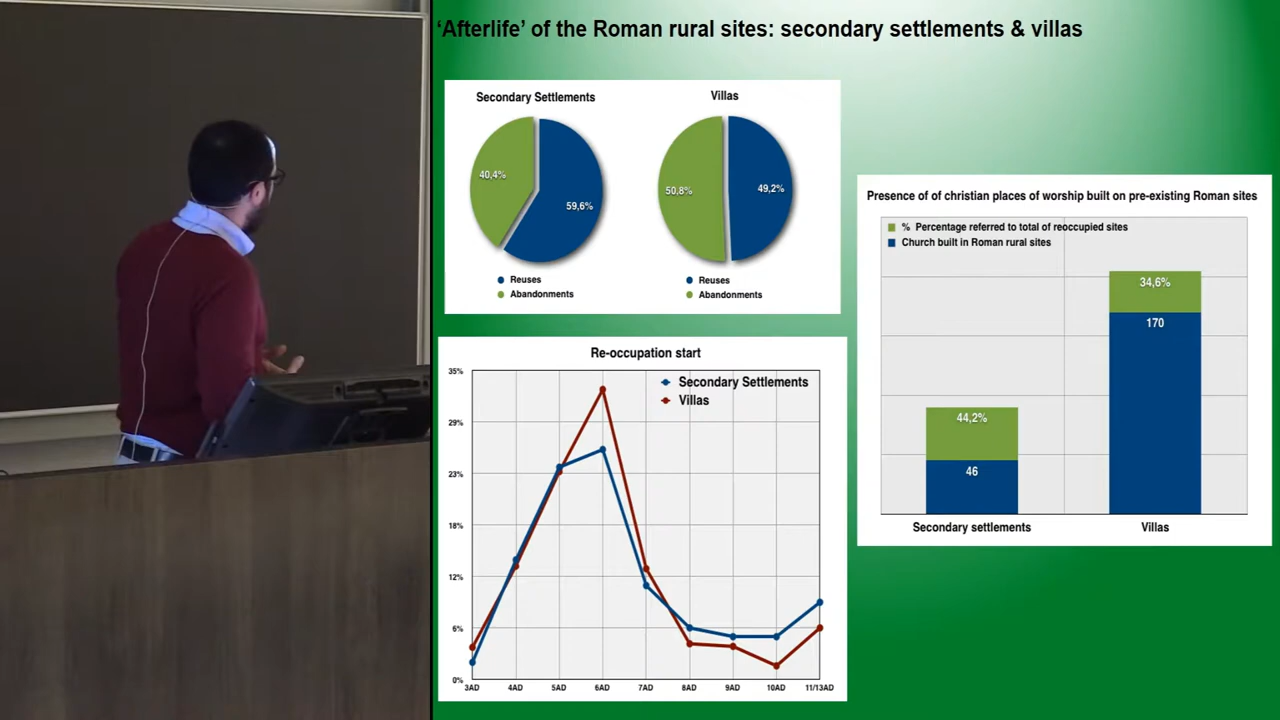 ‘Afterlife’ of the Roman rural sites: secondary settlements & villas
Secondary Settlements
40,4%
59,6%
Reuses
Abandonments
Villas
50,8%
49,2%
Reuses
Abandonments
Presence of of christian places of worship built on pre-existing Roman sites
% Percentage referred to total of reoccupied sites
Church built in Roman rural sites
44,2%
46
34,6%
170
Secondary settlements
Villas
Re-occupation start
Secondary Settlements
Villas
35%
29%
23%
18%
12%
6%
0%
3AD 4AD 5AD 6AD 7AD 8AD 9AD 10AD 11/13AD